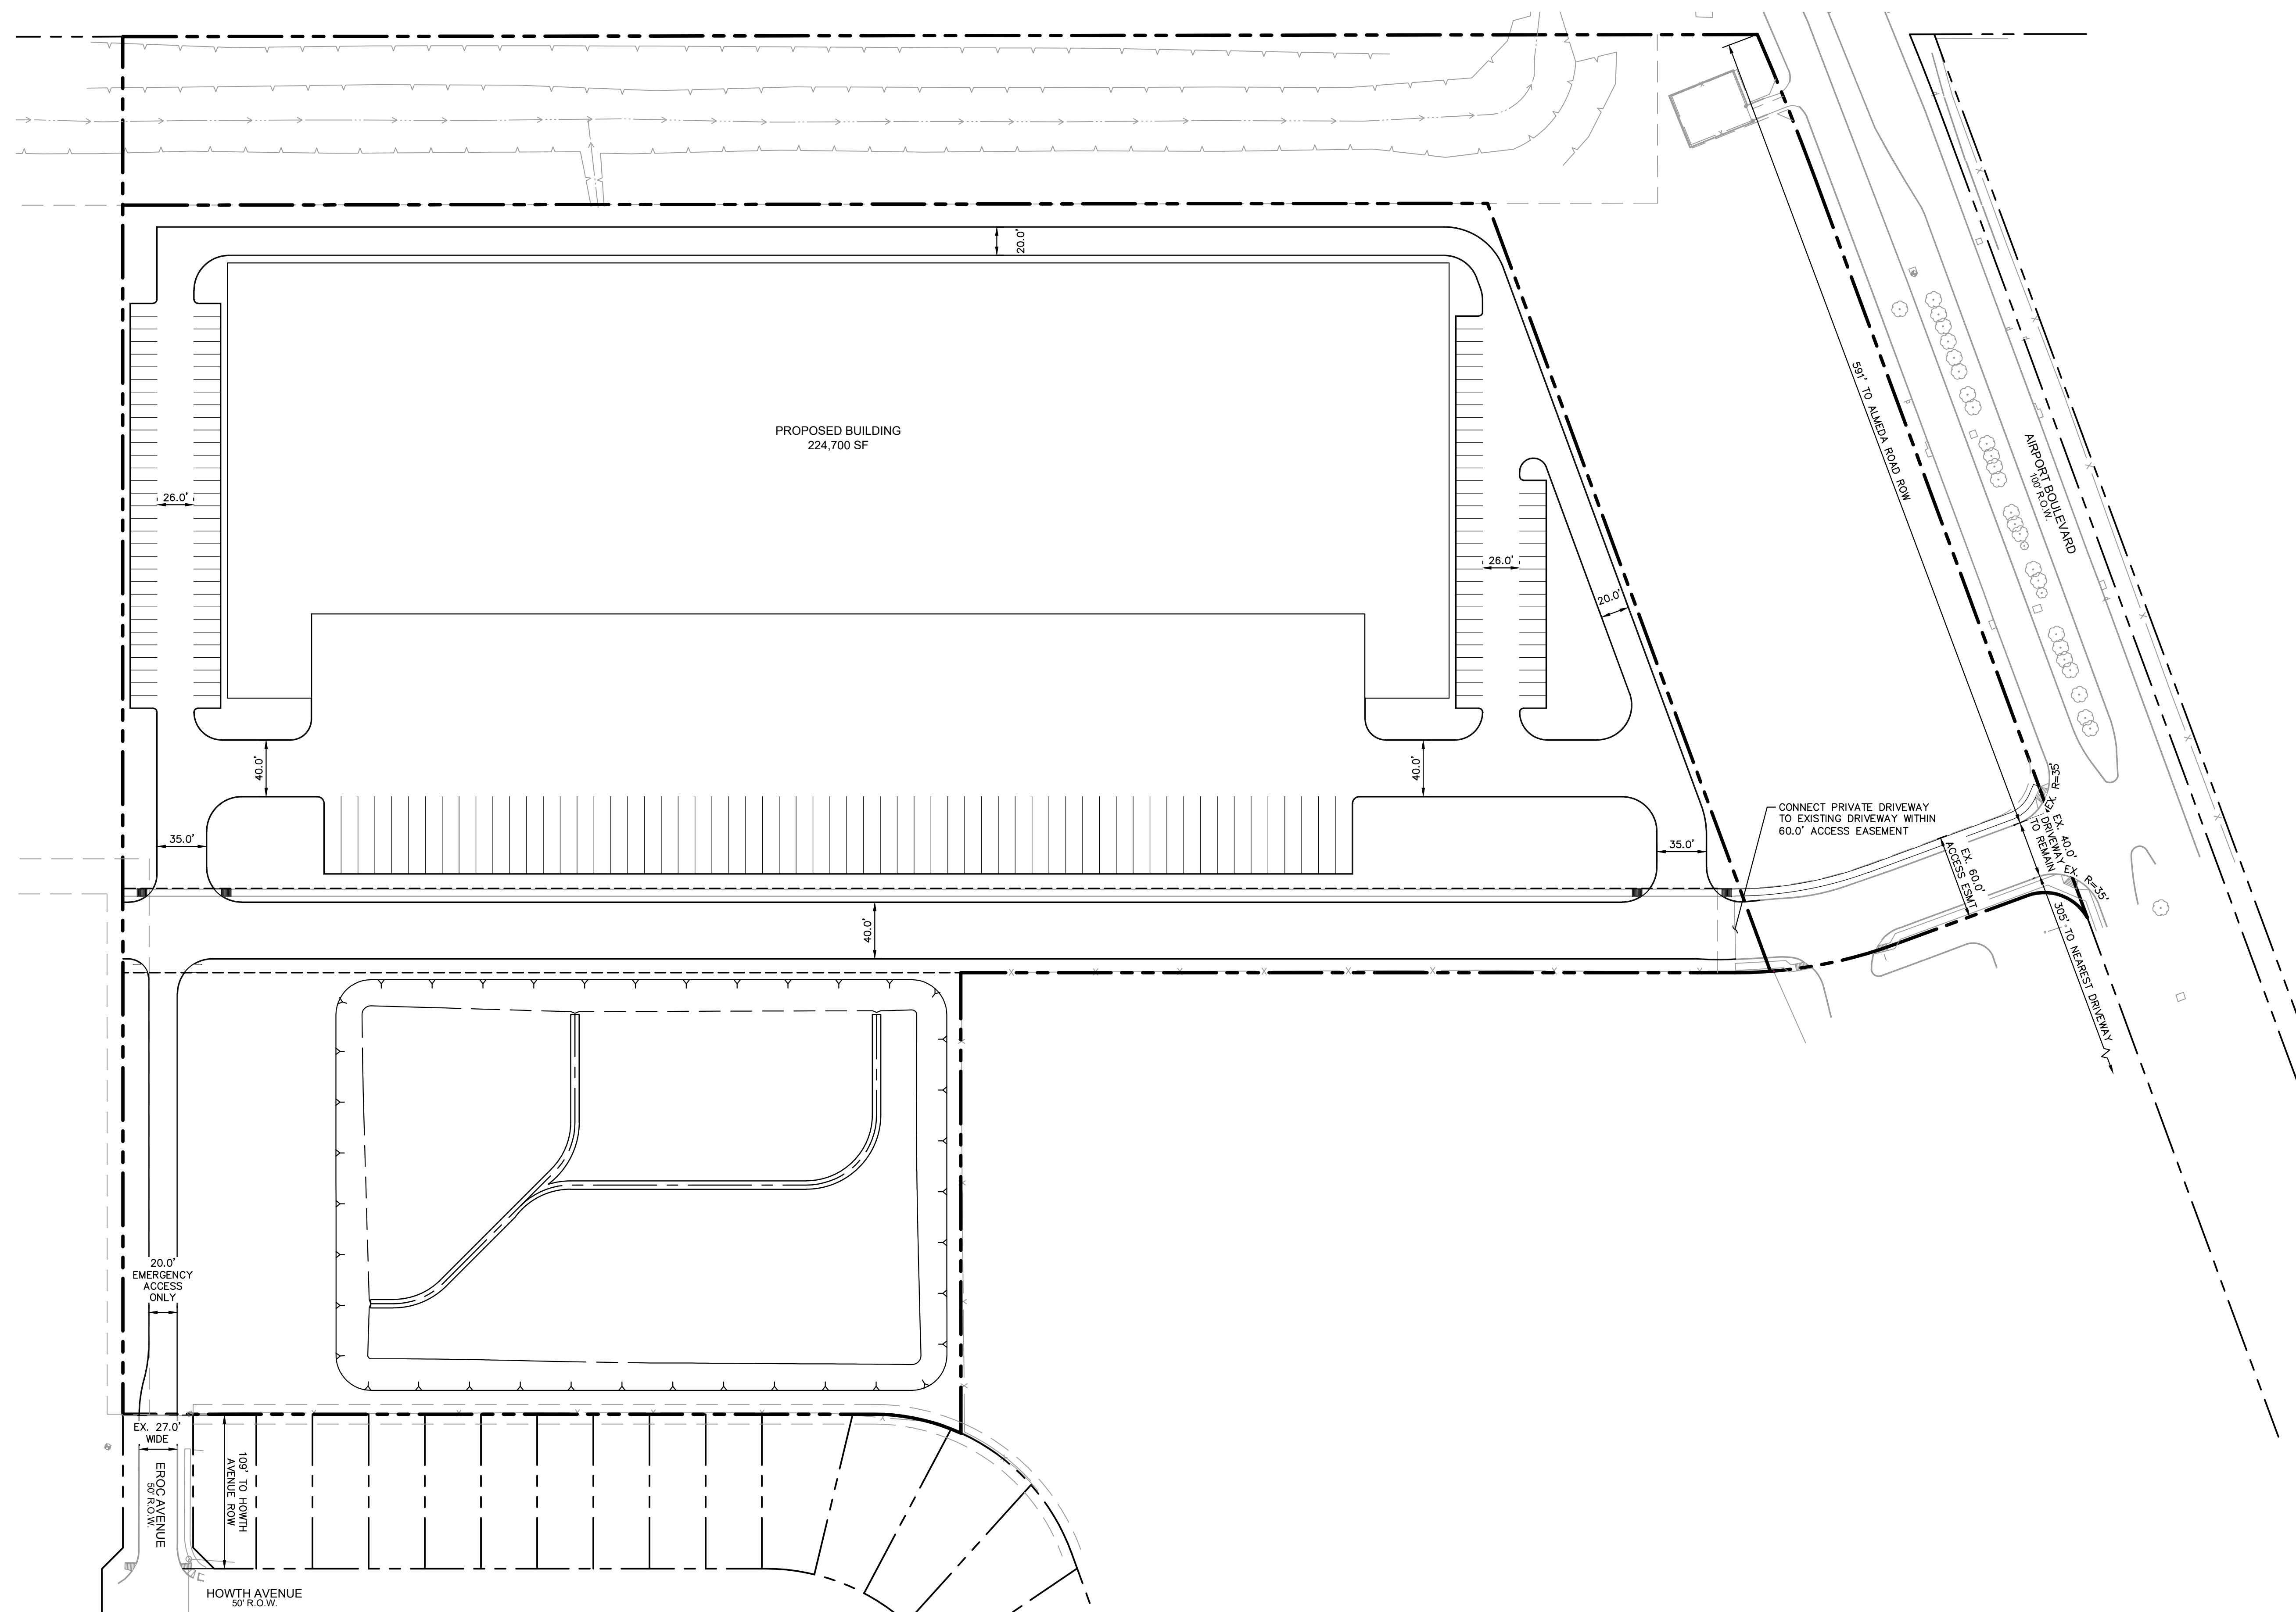 20.0'
PROPOSED BUILDING
224,700 SF
591' TO ALMEDA ROAD ROW
AIRPORT BOULEVARD
100' R.O.W.
26.0'
26.0'
20.0'
40.0'
40.0'
35.0'
35.0'
CONNECT PRIVATE DRIVEWAY
TO EXISTING DRIVEWAY WITHIN
60.0' ACCESS EASEMENT
EX. R=35'
EX. 40.0'
DRIVEWAY
TO REMAIN
EX. R=35'
EX. 60.0'
ACCESS ESMT
305' TO NEAREST DRIVEWAY
40.0'
20.0'
EMERGENCY
ACCESS
ONLY
EX. 27.0'
WIDE
EROC AVENUE
50' R.O.W.
109' TO HOWTH
AVENUE ROW
HOWTH AVENUE
50' R.O.W.